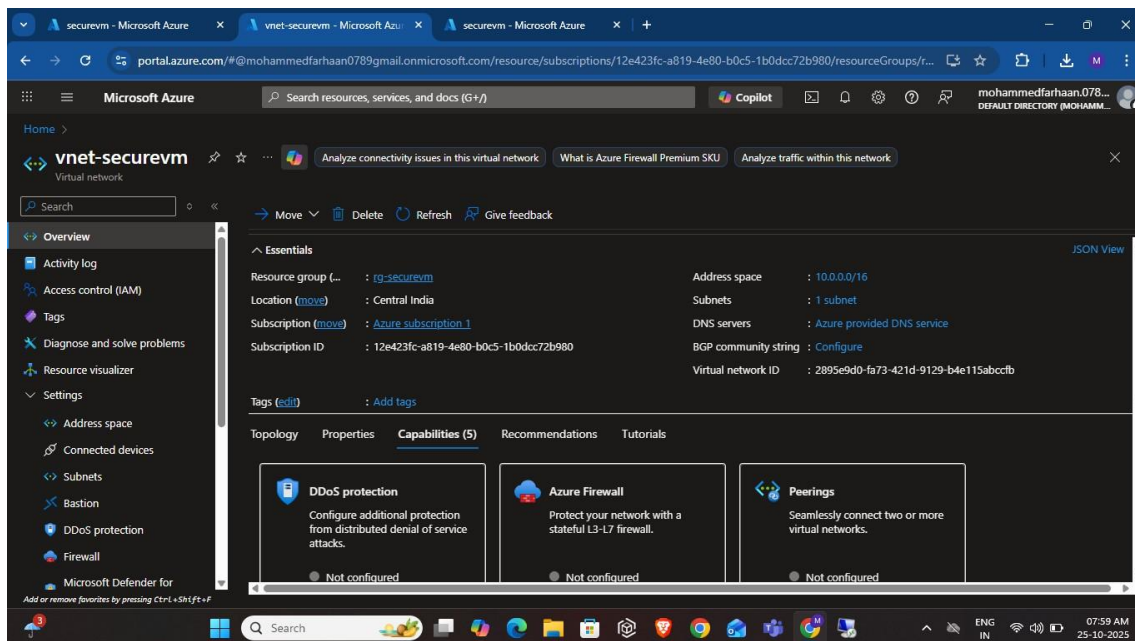 securevm - Microsoft Azure
vnet-securevm - Microsoft Azu
securevm - Microsoft Azure
portal.azure.com/#@mohammedfarhaan0789gmail.onmicrosoft.com/resource/subscriptions/12e423fc-a819-4e80-b0c5-1b0dcc72b980/resourceGroups/r...
M
Microsoft Azure
Search resources, services, and docs (G+/)
Copilot
mohammedfarhaan.078...
DEFAULT DIRECTORY (MOHAMM...
Home >
vnet-securevm
Virtual network
Analyze connectivity issues in this virtual network
What is Azure Firewall Premium SKU
Analyze traffic within this network
Search
Overview
Activity log
Access control (IAM)
Tags
Diagnose and solve problems
Resource visualizer
Settings
Address space
Connected devices
Subnets
Bastion
DDoS protection
Firewall
Microsoft Defender for
Add or remove favorites by pressing Ctrl+Shift+F
Move
Delete
Refresh
Give feedback
Essentials
JSON View
Resource group (... : rg-securevm
Location (move) : Central India
Subscription (move) : Azure subscription 1
Subscription ID : 12e423fc-a819-4e80-b0c5-1b0dcc72b980
Address space : 10.0.0.0/16
Subnets : 1 subnet
DNS servers : Azure provided DNS service
BGP community string : Configure
Virtual network ID : 2895e9d0-fa73-421d-9129-b4e115abccfb
Tags (edit) : Add tags
Topology
Properties
Capabilities (5)
Recommendations
Tutorials
DDoS protection
Configure additional protection
from distributed denial of service
attacks.
Not configured
Azure Firewall
Protect your network with a
stateful L3-L7 firewall.
Not configured
Peerings
Seamlessly connect two or more
virtual networks.
Not configured
3
Search
M
ENG
IN
07:59 AM
25-10-2025